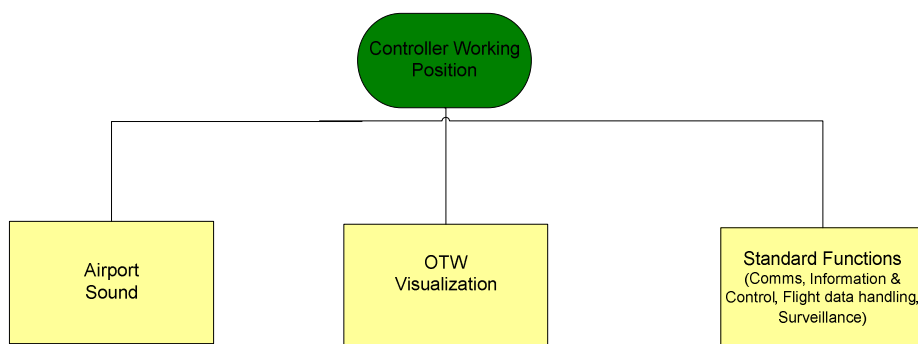 Controller Working
Position
Airport
Sound
OTW
Visualization
Standard Functions
(Comms, Information &
Control, Flight data handling,
Surveillance)